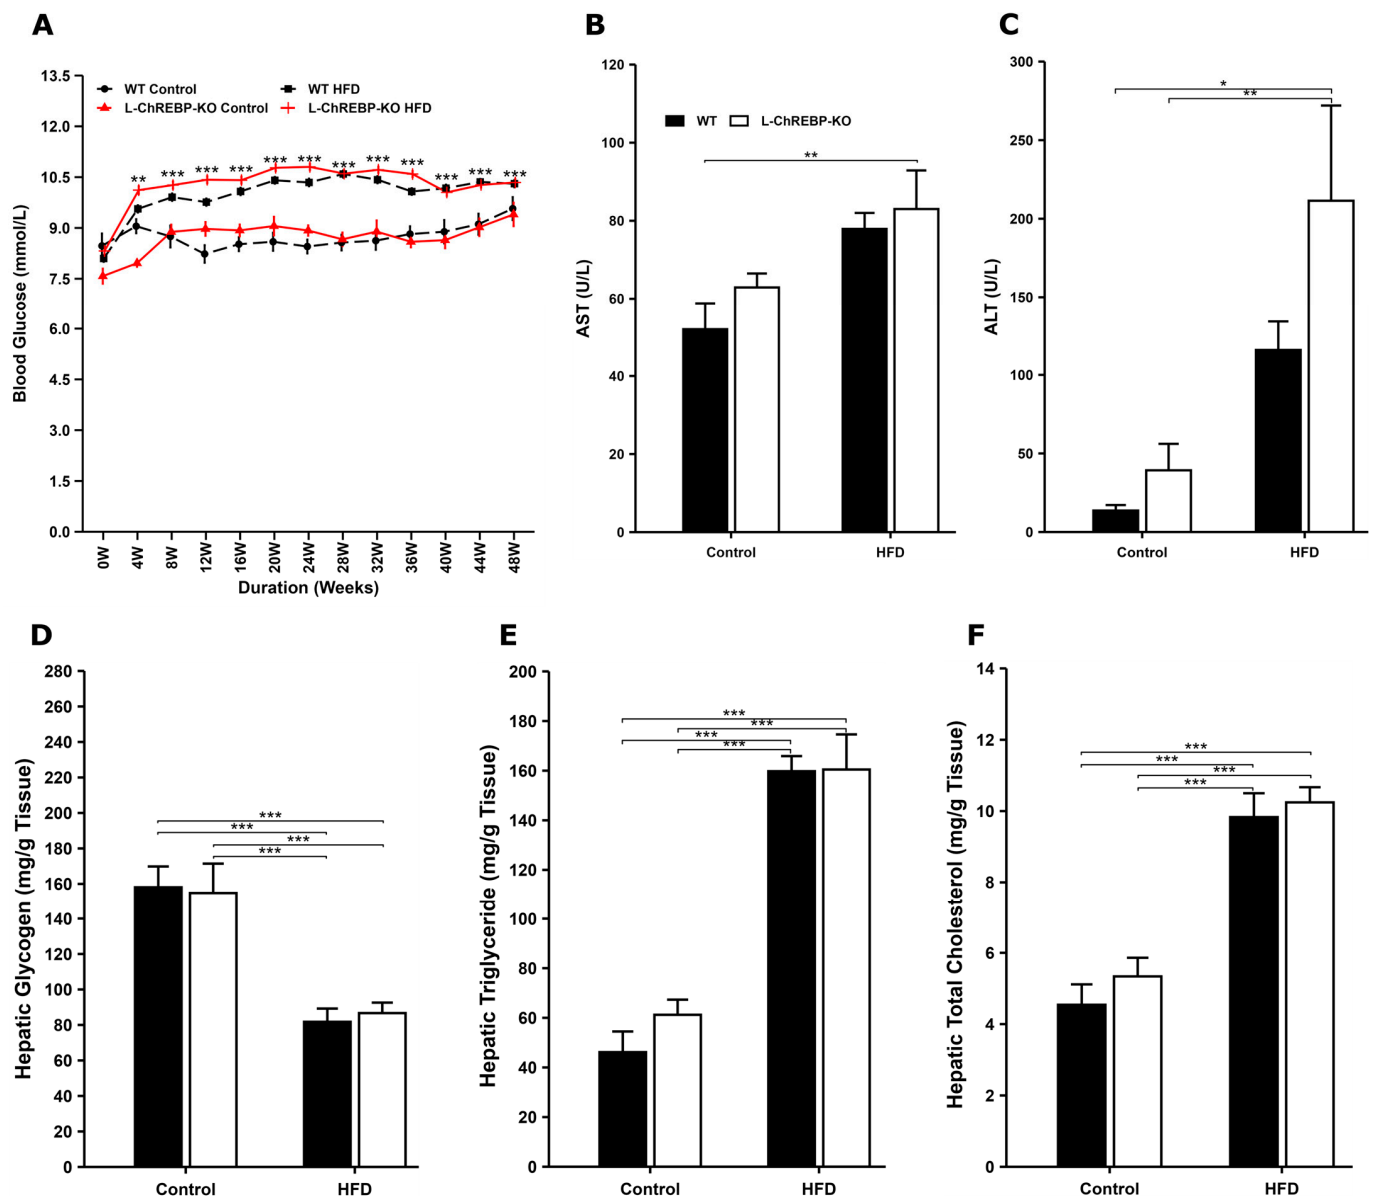 A
13.5
12.0
10.5
9.0
7.5
6.0
4.5
3.0
1.5
0.0
Blood Glucose (mmol/L)
WT Control
WT HFD
L-ChREBP-KO Control
L-ChREBP-KO HFD
** *** *** *** *** *** *** *** *** *** *** ***
0W 4W 8W 12W 16W 20W 24W 28W 32W 36W 40W 44W 48W
Duration (Weeks)
B
120
100
80
60
40
20
0
AST (U/L)
WT L-ChREBP-KO
**
Control HFD
C
300
250
200
150
100
50
0
ALT (U/L)
*
**
Control HFD
D
280
260
240
220
200
180
160
140
120
100
80
60
40
20
0
Hepatic Glycogen (mg/g Tissue)
***
***
***
***
Control HFD
E
200
180
160
140
120
100
80
60
40
20
0
Hepatic Triglyceride (mg/g Tissue)
***
***
***
***
Control HFD
F
14
12
10
8
6
4
2
0
Hepatic Total Cholesterol (mg/g Tissue)
***
***
***
***
Control HFD